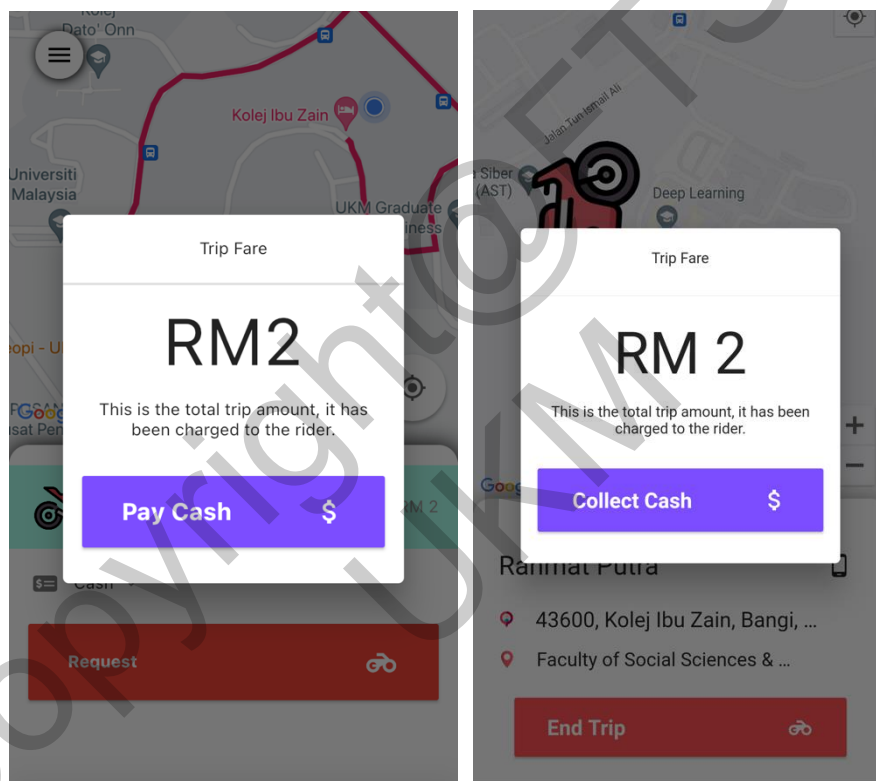 Dato' Onn
Kolej Ibu Zain
Universiti
Malaysia
UKM Graduate
Trip Fare
RM2
This is the total trip amount, it has
been charged to the rider.
Pay Cash $
RM 2
Cash
Request
Jalan Tun Ismail Ali
Siber
(AST)
Deep Learning
Trip Fare
RM 2
This is the total trip amount, it has been
charged to the rider.
Collect Cash $
Rahmat Putra
43600, Kolej Ibu Zain, Bangi, ...
Faculty of Social Sciences & ...
End Trip
UKM